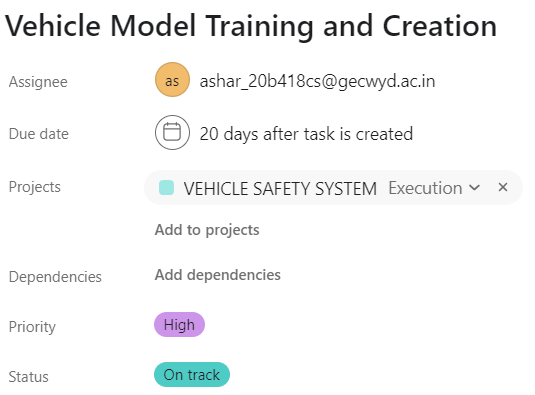 Vehicle Model Training and Creation
Assignee as ashar_20b418cs@gecwyd.ac.in
Due date 20 days after task is created
Projects VEHICLE SAFETY SYSTEM Execution ×
Add to projects
Dependencies Add dependencies
Priority High
Status On track